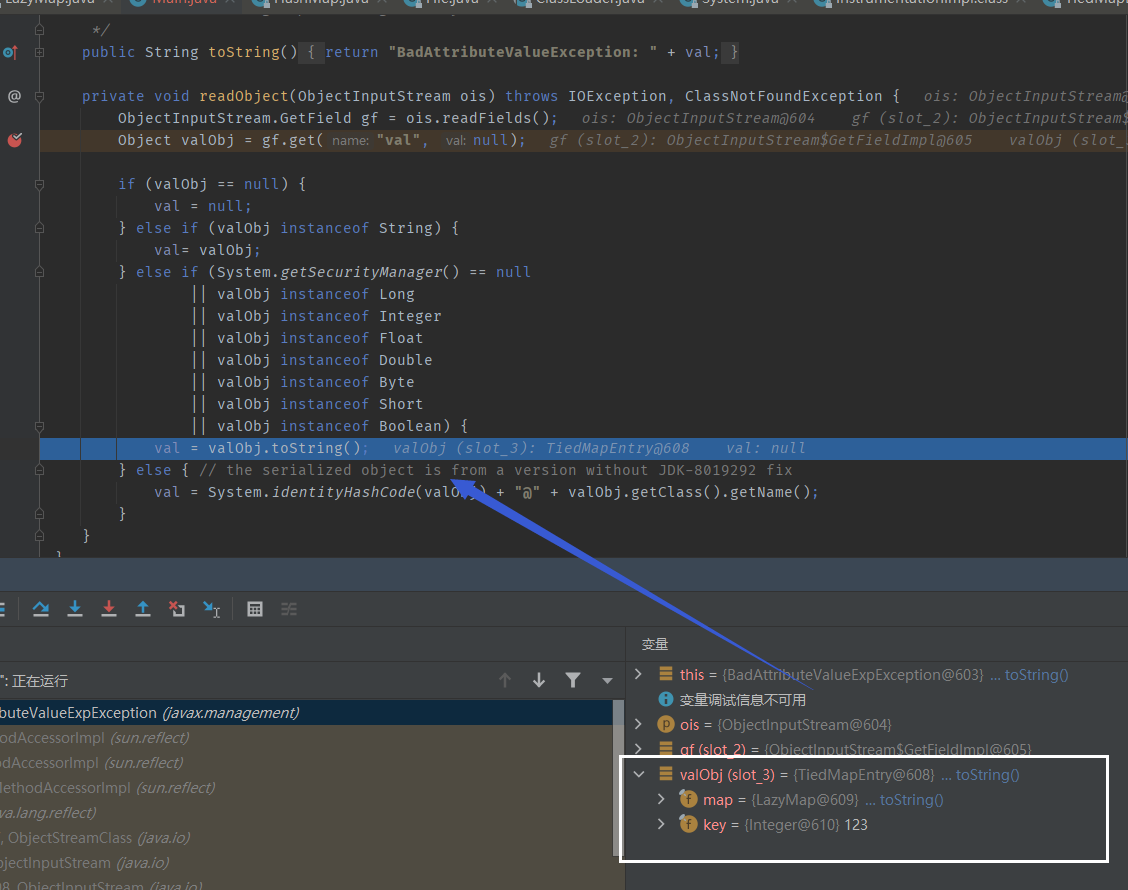 LazyMap.java Main.java HashMap.java File.java ClassLoader.java System.java InstrumentationImpl.class
*/
public String toString() { return "BadAttributeValueException: " + val; }
@ private void readObject(ObjectInputStream ois) throws IOException, ClassNotFoundException { ois: ObjectInputStream@
ObjectInputStream.GetField gf = ois.readFields(); ois: ObjectInputStream@604 gf (slot_2): ObjectInputStream$
Object valObj = gf.get( name: "val", val: null); gf (slot_2): ObjectInputStream$GetFieldImpl@605 valObj (slot_
if (valObj == null) {
val = null;
} else if (valObj instanceof String) {
val= valObj;
} else if (System.getSecurityManager() == null
|| valObj instanceof Long
|| valObj instanceof Integer
|| valObj instanceof Float
|| valObj instanceof Double
|| valObj instanceof Byte
|| valObj instanceof Short
|| valObj instanceof Boolean) {
val = valObj.toString(); valObj (slot_3): TiedMapEntry@608 val: null
} else { // the serialized object is from a version without JDK-8019292 fix
val = System.identityHashCode(valObj) + "@" + valObj.getClass().getName();
}
}
变量
": 正在运行
this = {BadAttributeValueExpException@603} ... toString()
变量调试信息不可用
buteValueExpException (javax.management)
ois = {ObjectInputStream@604}
odAccessorImpl (sun.reflect)
gf (slot_2) = {ObjectInputStream$GetFieldImpl@605}
odAccessorImpl (sun.reflect)
valObj (slot_3) = {TiedMapEntry@608} ... toString()
MethodAccessorImpl (sun.reflect)
map = {LazyMap@609} ... toString()
va.lang.reflect)
key = {Integer@610} 123
, ObjectStreamClass (java.io)
bjectInputStream (java.io)
98, ObjectInputStream (java.io)